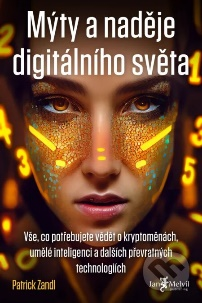 Mýty a naděje
digitálního světa
Vše, co potřebujete vědět o kryptoměnách,
umělé inteligenci a dalších převratných
technologiích
Patrick Zandl
Jan Melvil